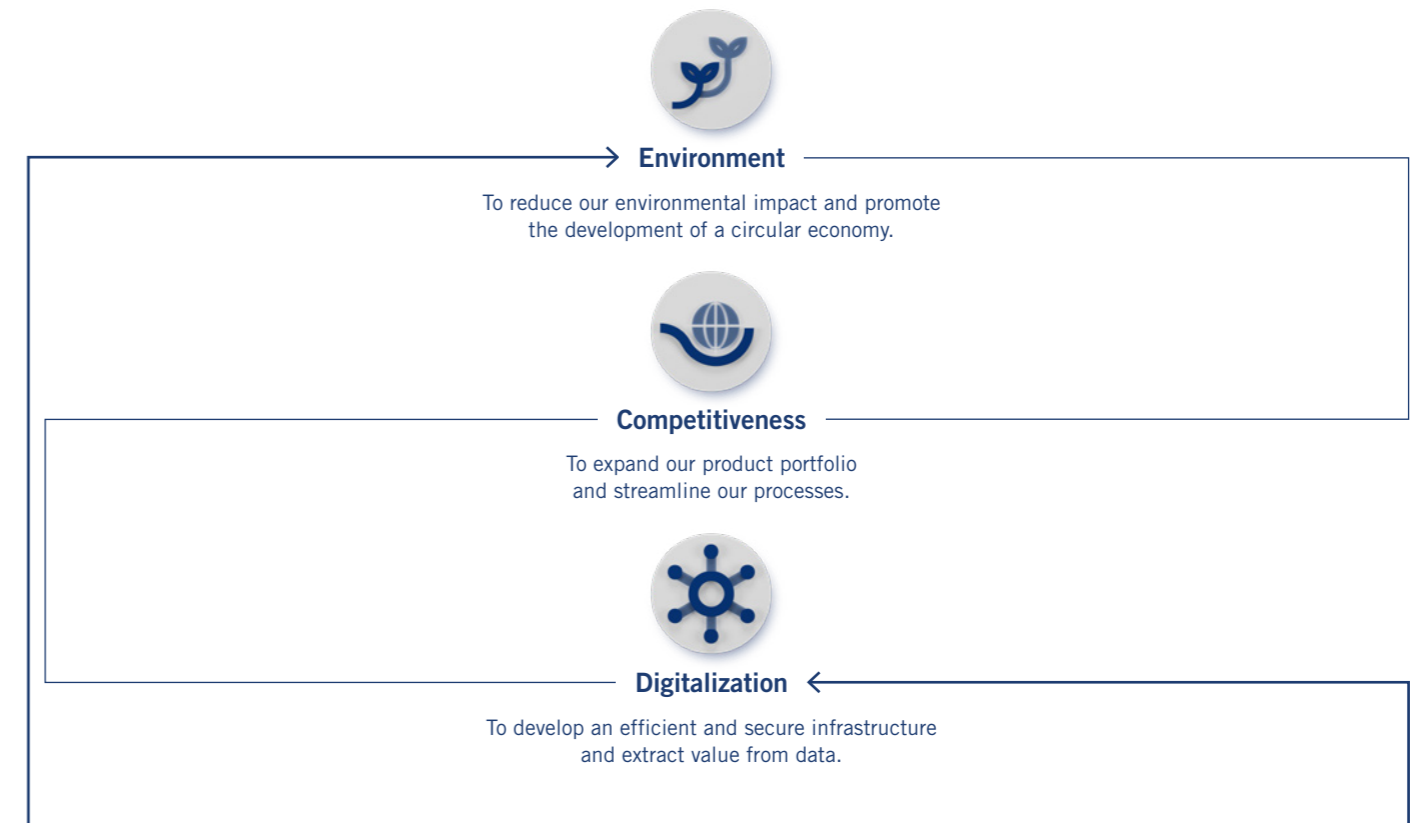 Environment
To reduce our environmental impact and promote
the development of a circular economy.
Competitiveness
To expand our product portfolio
and streamline our processes.
Digitalization
To develop an efficient and secure infrastructure
and extract value from data.